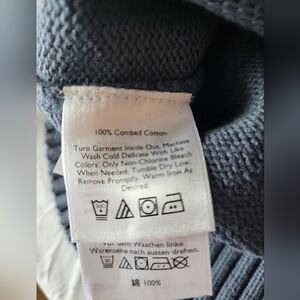 100% Combed Cotton
Turn Garment Inside Out. Machine
Wash Cold Delicate With Like
Colors. Only Non-Chlorine Bleach
When Needed. Tumble Dry Low.
Remove Promptly. Warm Iron As
Desired.
vor dem Waschen linke
Warenseite nach aussen drehen.
100%